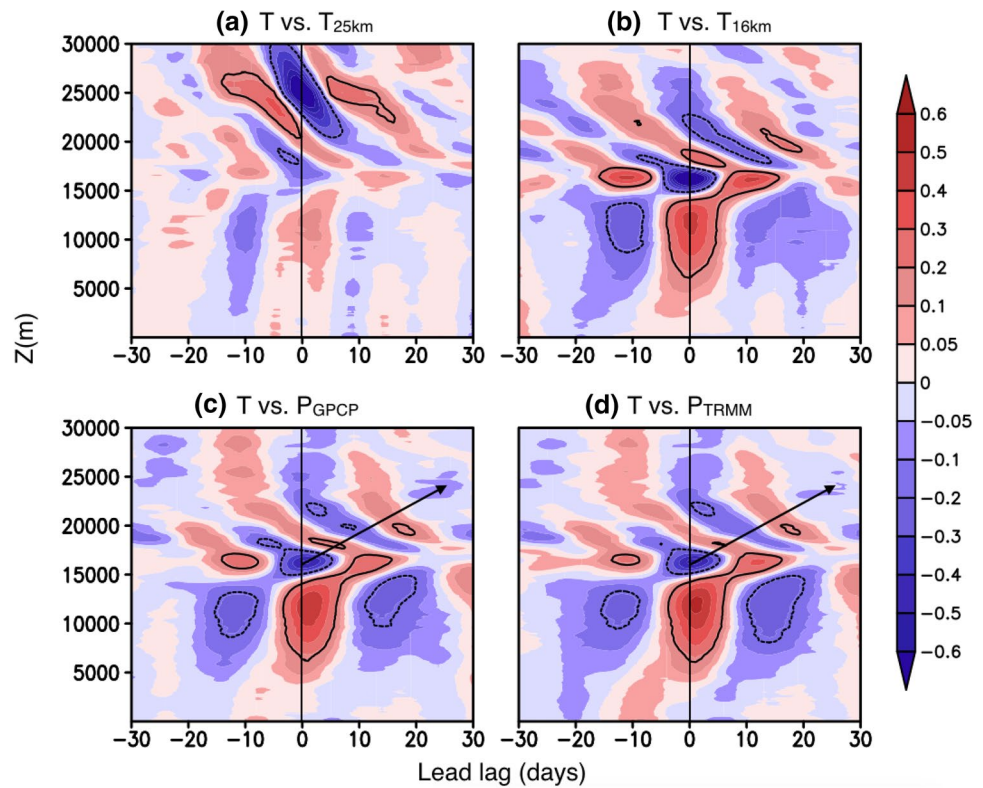 (a) T vs. T25km
(b) T vs. T16km
30000
25000
20000
15000
10000
5000
−30 −20 −10 0 10 20 30
−30 −20 −10 0 10 20 30
0.6
0.5
0.4
0.3
0.2
0.1
0.05
0
−0.05
−0.1
−0.2
−0.3
−0.4
−0.5
−0.6
Z(m)
(c) T vs. PGPCP
(d) T vs. PTRMM
30000
25000
20000
15000
10000
5000
−30 −20 −10 0 10 20 30
−30 −20 −10 0 10 20 30
Lead lag (days)